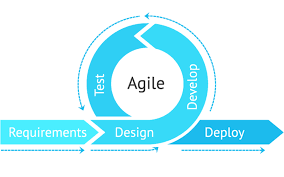 Test
Agile
Develop
Requirements
Design
Deploy